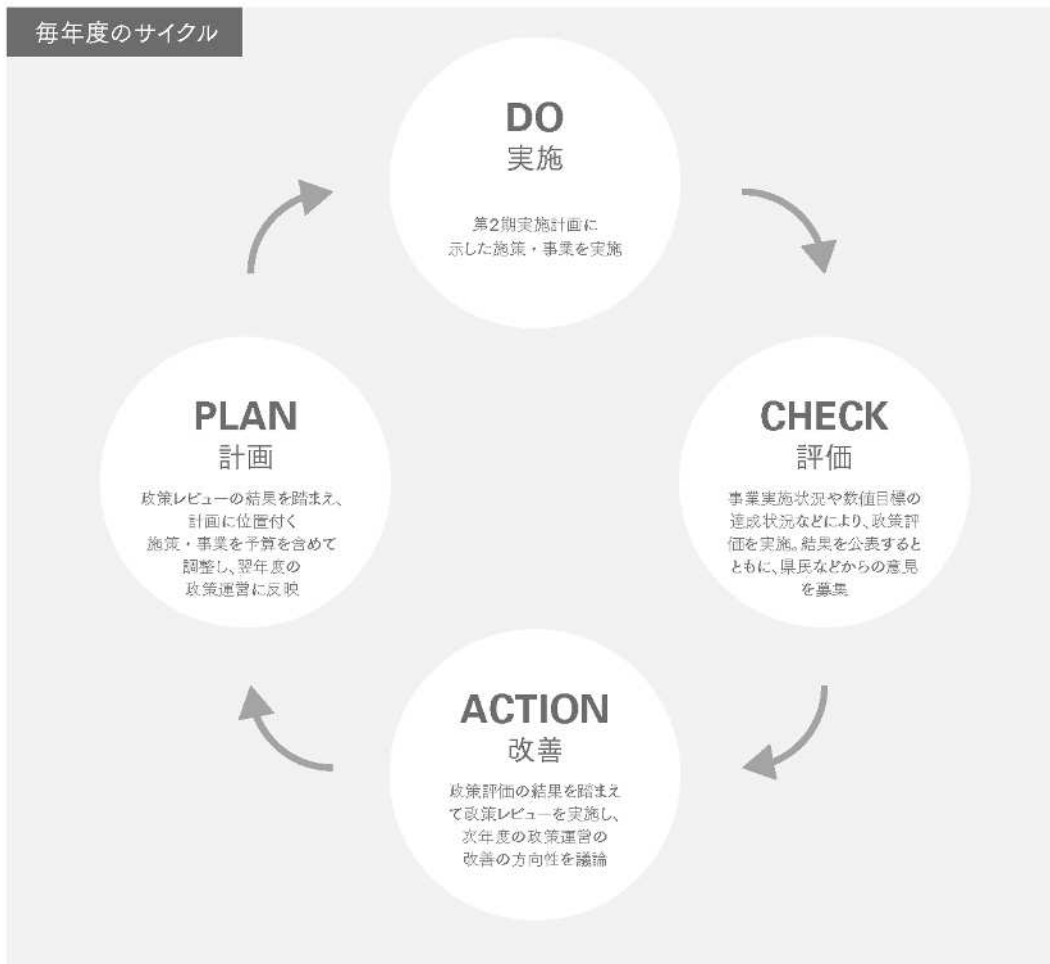 毎年度のサイクル
DO
実施
第2期実施計画に
示した施策・事業を実施
PLAN
計画
政策レビューの結果を踏まえ、
計画に位置付く
施策・事業を予算を含めて
調整し、翌年度の
政策運営に反映
CHECK
評価
事業実施状況や数値目標の
達成状況などにより、政策評
価を実施。結果を公表すると
ともに、県民などからの意見
を募集
ACTION
改善
政策評価の結果を踏まえ
て政策レビューを実施し、
次年度の政策運営の
改善の方向性を議論